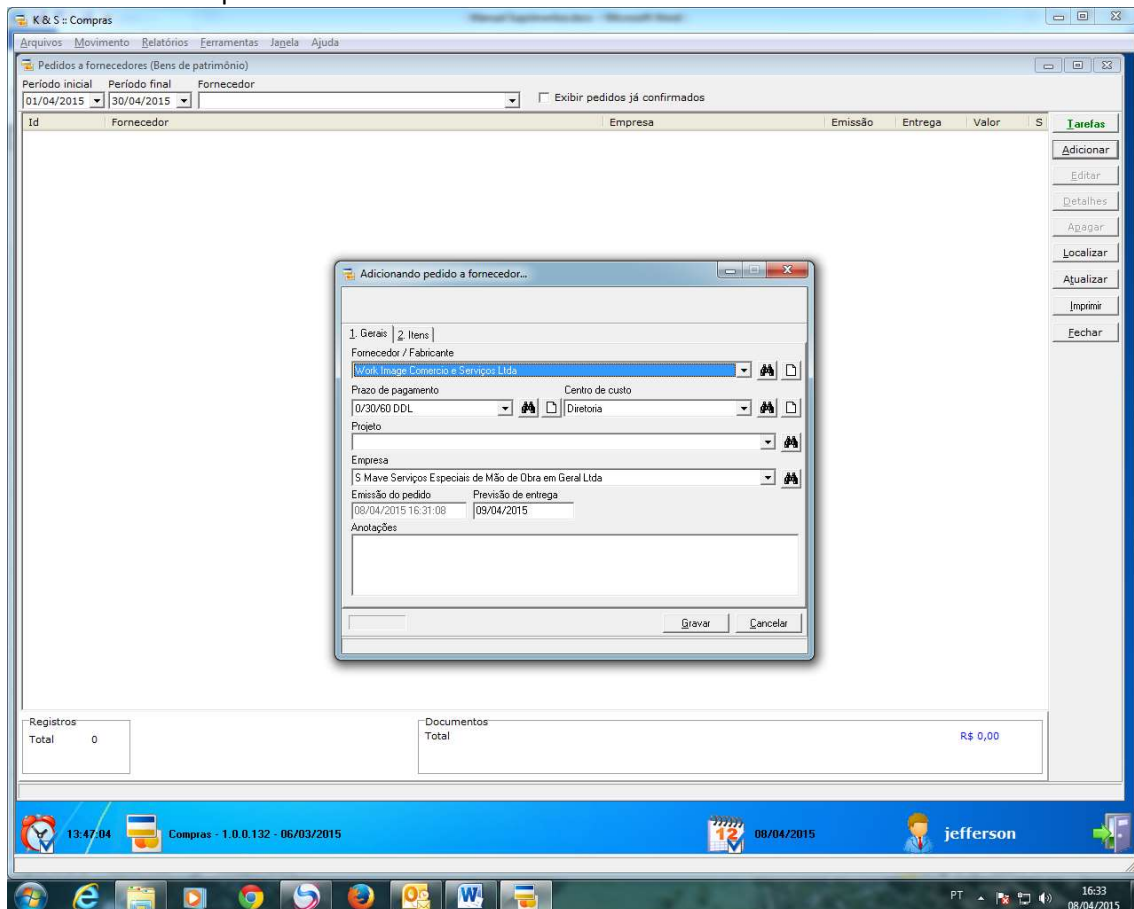 K & S :: Compras
Arquivos Movimento Relatórios Ferramentas Janela Ajuda
Pedidos a fornecedores (Bens de patrimônio)
Período inicial Período final Fornecedor
01/04/2015 30/04/2015 Exibir pedidos já confirmados
Id Fornecedor Empresa Emissão Entrega Valor S
Tarefas
Adicionar
Editar
Detalhes
Apagar
Localizar
Atualizar
Imprimir
Fechar
Adicionando pedido a fornecedor...
1. Gerais 2. Itens
Fornecedor / Fabricante
Work Image Comercio e Serviços Ltda
Prazo de pagamento Centro de custo
0/30/60 DDL Diretoria
Projeto
Empresa
S Mave Serviços Especiais de Mão de Obra em Geral Ltda
Emissão do pedido Previsão de entrega
08/04/2015 16:31:08 09/04/2015
Anotações
Gravar Cancelar
Registros Documentos
Total 0 Total R$ 0,00
13:47:04 Compras - 1.0.0.132 - 06/03/2015 12 08/04/2015 jefferson
PT 16:33
08/04/2015